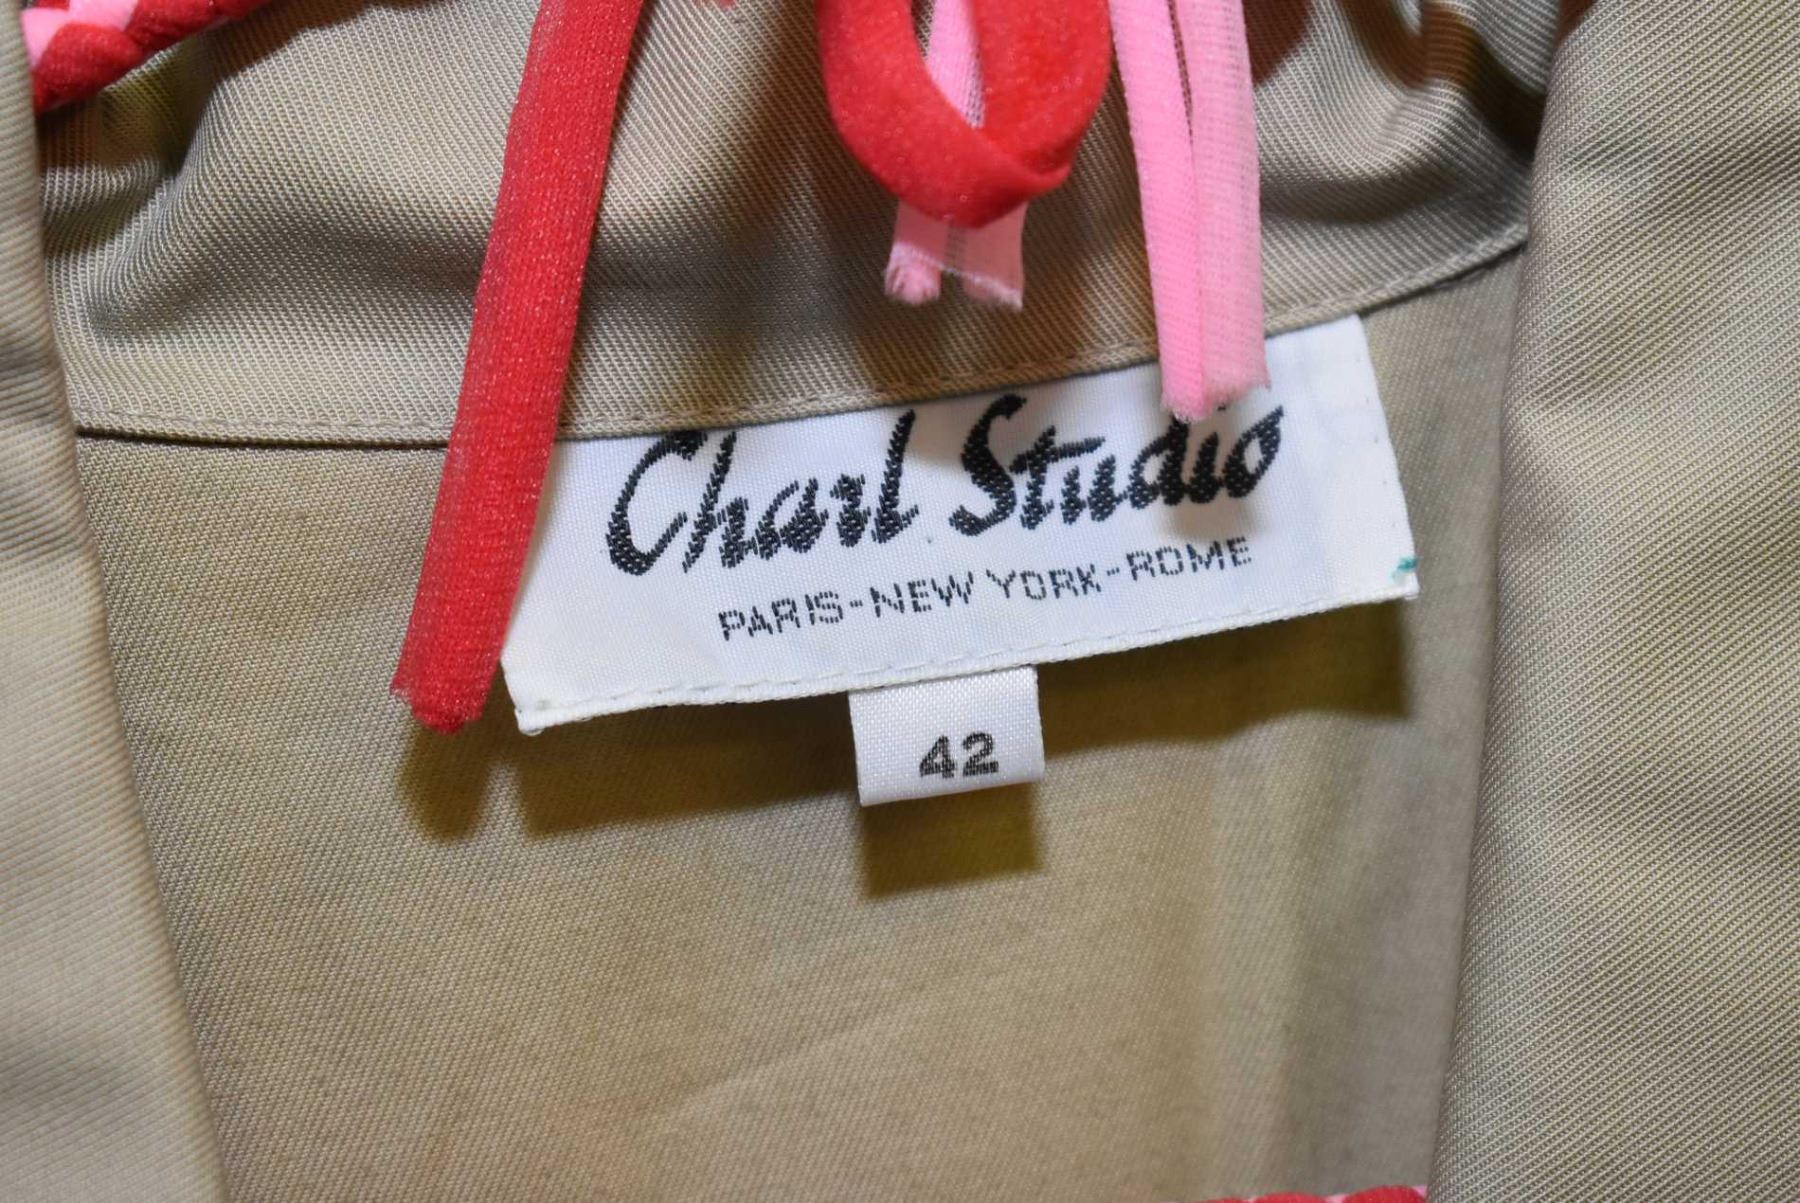 Charl Studio
PARIS-NEW YORK-ROME
42